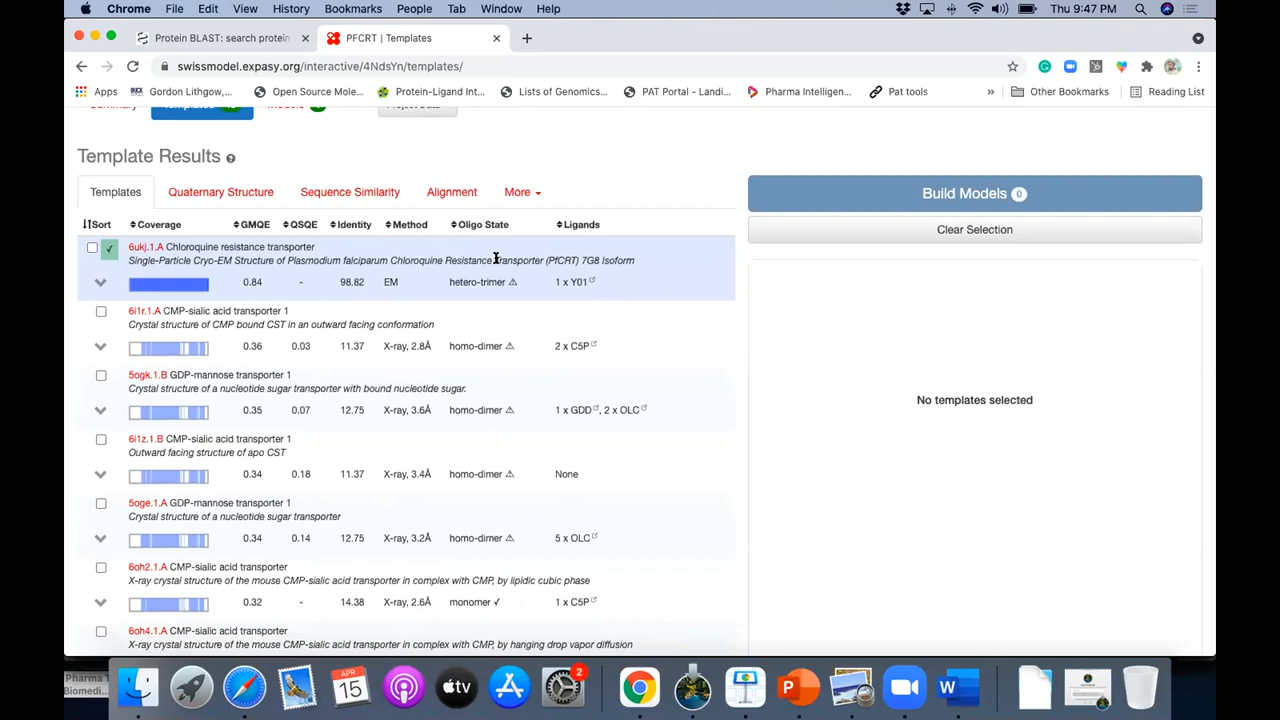 Chrome File Edit View History Bookmarks People Tab Window Help Thu 9:47 PM
Protein BLAST: search protein PFCRT | Templates
swissmodel.expasy.org/interactive/4NdsYn/templates/
Apps Gordon Lithgow,... Open Source Mole... Protein-Ligand Int... Lists of Genomics... PAT Portal - Landi... Pharma Intelligen... Pat tools » Other Bookmarks Reading List
Template Results
Templates Quaternary Structure Sequence Similarity Alignment More
Build Models 0
Sort Coverage GMQE QSQE Identity Method Oligo State Ligands
Clear Selection
6ukj.1.A Chloroquine resistance transporter
Single-Particle Cryo-EM Structure of Plasmodium falciparum Chloroquine Resistance Transporter (PfCRT) 7G8 Isoform
0.84 - 98.82 EM hetero-trimer 1 x Y01
6i1r.1.A CMP-sialic acid transporter 1
Crystal structure of CMP bound CST in an outward facing conformation
0.36 0.03 11.37 X-ray, 2.8Å homo-dimer 2 x C5P
5ogk.1.B GDP-mannose transporter 1
Crystal structure of a nucleotide sugar transporter with bound nucleotide sugar.
0.35 0.07 12.75 X-ray, 3.6Å homo-dimer 1 x GDD, 2 x OLC
No templates selected
6i1z.1.B CMP-sialic acid transporter 1
Outward facing structure of apo CST
0.34 0.18 11.37 X-ray, 3.4Å homo-dimer None
5oge.1.A GDP-mannose transporter 1
Crystal structure of a nucleotide sugar transporter
0.34 0.14 12.75 X-ray, 3.2Å homo-dimer 5 x OLC
6oh2.1.A CMP-sialic acid transporter
X-ray crystal structure of the mouse CMP-sialic acid transporter in complex with CMP, by lipidic cubic phase
0.32 - 14.38 X-ray, 2.6Å monomer ✓ 1 x C5P
6oh4.1.A CMP-sialic acid transporter
X-ray crystal structure of the mouse CMP-sialic acid transporter in complex with CMP, by hanging drop vapor diffusion
Pharma
Biomedi
APR
15
tv
2